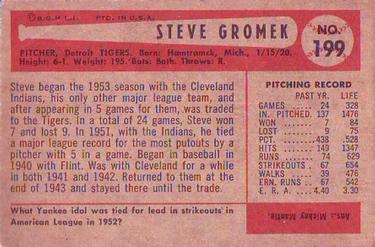 ©B.G.H.L.I. PTD. IN U.S.A.
STEVE GROMEK
NO. 199
PITCHER, Detroit TIGERS. Born: Hamtramck, Mich., 1/15/20.
Height: 6-1. Weight: 195. Bats: Both. Throws: R.
Steve began the 1953 season with the Cleveland
Indians, his only other major league team, and
after appearing in 5 games for them, was traded
to the Tigers. In a total of 24 games, Steve won
7 and lost 9. In 1951, with the Indians, he tied a
major league record for the most putouts by a
pitcher with 5 in a game. Began in baseball in
1940 with Flint. Was with Cleveland for a while
in both 1941 and 1942. Returned to them at the
end of 1943 and stayed there until the trade.
PITCHING RECORD
PAST YR. LIFE
GAMES 24 328
IN. PITCHED 137 1476
WON 7 84
LOST 9 75
PCT. .438 .528
HITS 149 1347
RUNS 74 629
STRIKEOUTS 67 654
WALKS 39 476
ERN. RUNS 67 542
E. R. A. 4.40 3.30
What Yankee idol was tied for lead in strikeouts in
American League in 1952?
Ans. Mickey Mantle